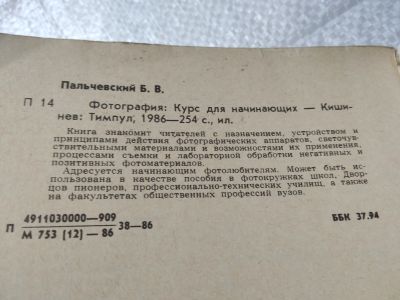 Пальчевский Б. В.
П 14
Фотография: Курс для начинающих — Киши-
нев: Тимпул, 1986—254 с., ил.
Книга знакомит читателей с назначением, устройством и
принципами действия фотографических аппаратов, светочув-
ствительными материалами и возможностями их применения,
процессами съемки и лабораторной обработки негативных и
позитивных фотоматериалов.
Адресуется начинающим фотолюбителям. Может быть ис-
пользована в качестве пособия в фотокружках школ, Двор-
цов пионеров, профессионально-технических училищ, а также
на факультетах общественных профессий вузов.
П 4911030000—909
М 753 (12) — 86 38—86
ББК 37.94